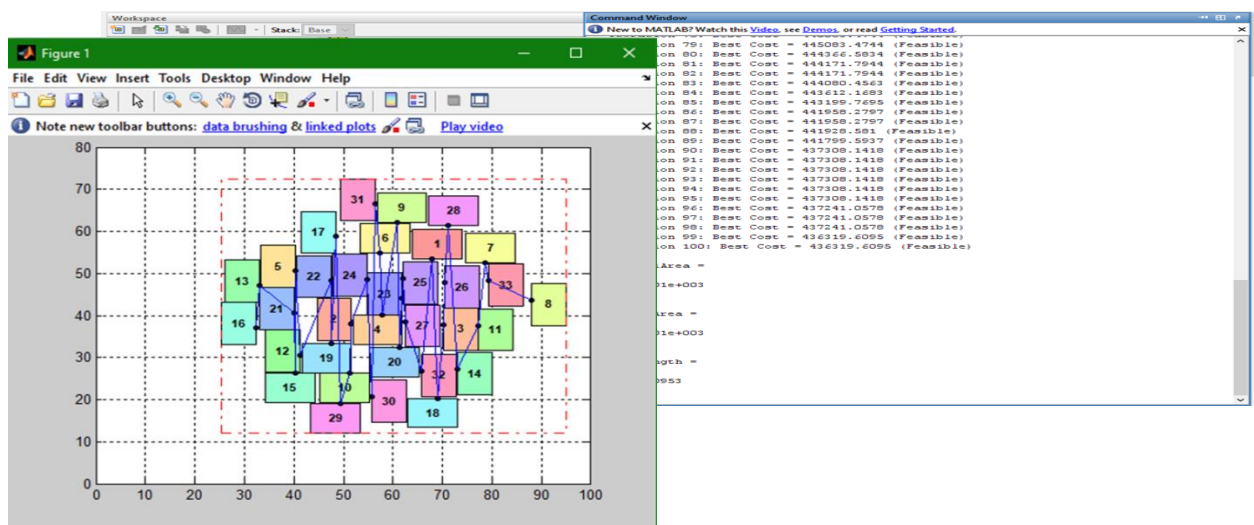 Workspace
Stack: Base
Command Window
New to MATLAB? Watch this Video, see Demos, or read Getting Started.
ion 79: Best Cost = 445083.4744 (Feasible)
ion 80: Best Cost = 444366.5834 (Feasible)
ion 81: Best Cost = 444171.7944 (Feasible)
ion 82: Best Cost = 444171.7944 (Feasible)
ion 83: Best Cost = 444080.4563 (Feasible)
ion 84: Best Cost = 443612.1683 (Feasible)
ion 85: Best Cost = 443199.7695 (Feasible)
ion 86: Best Cost = 441958.2797 (Feasible)
ion 87: Best Cost = 441958.2797 (Feasible)
ion 88: Best Cost = 441928.581 (Feasible)
ion 89: Best Cost = 441799.5937 (Feasible)
ion 90: Best Cost = 437308.1418 (Feasible)
ion 91: Best Cost = 437308.1418 (Feasible)
ion 92: Best Cost = 437308.1418 (Feasible)
ion 93: Best Cost = 437308.1418 (Feasible)
ion 94: Best Cost = 437308.1418 (Feasible)
ion 95: Best Cost = 437308.1418 (Feasible)
ion 96: Best Cost = 437241.0578 (Feasible)
ion 97: Best Cost = 437241.0578 (Feasible)
ion 98: Best Cost = 437241.0578 (Feasible)
ion 99: Best Cost = 436319.6095 (Feasible)
ion 100: Best Cost = 436319.6095 (Feasible)
lArea =
01e+003
rea =
01e+003
ngth =
0953
Figure 1
File Edit View Insert Tools Desktop Window Help
Note new toolbar buttons: data brushing & linked plots Play video
80
70
60
50
40
30
20
10
0
31
9
28
17
6
1
7
5
13
22
24
25
26
33
8
23
21
16
2
4
27
3
11
12
19
20
32
14
15
10
30
29
18
0 10 20 30 40 50 60 70 80 90 100